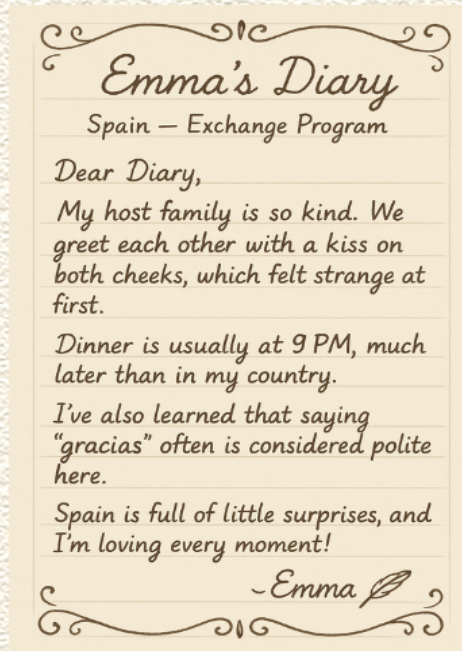 Emma's Diary
Spain — Exchange Program
Dear Diary,
My host family is so kind. We
greet each other with a kiss on
both cheeks, which felt strange at
first.
Dinner is usually at 9 PM, much
later than in my country.
I've also learned that saying
“gracias” often is considered polite
here.
Spain is full of little surprises, and
I'm loving every moment!
-Emma